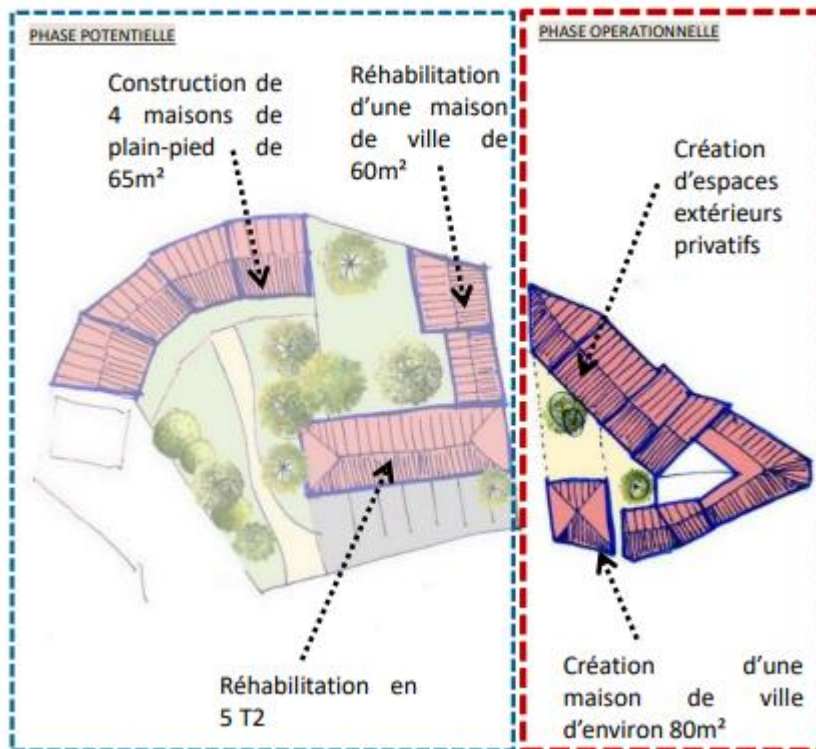 PHASE POTENTIELLE
Construction de
4 maisons de
plain-pied de
65m²
Réhabilitation
d'une maison
de ville de
60m²
Réhabilitation en
5 T2
PHASE OPERATIONNELLE
Création
d'espaces
extérieurs
privatifs
Création d'une
maison de ville
d'environ 80m²